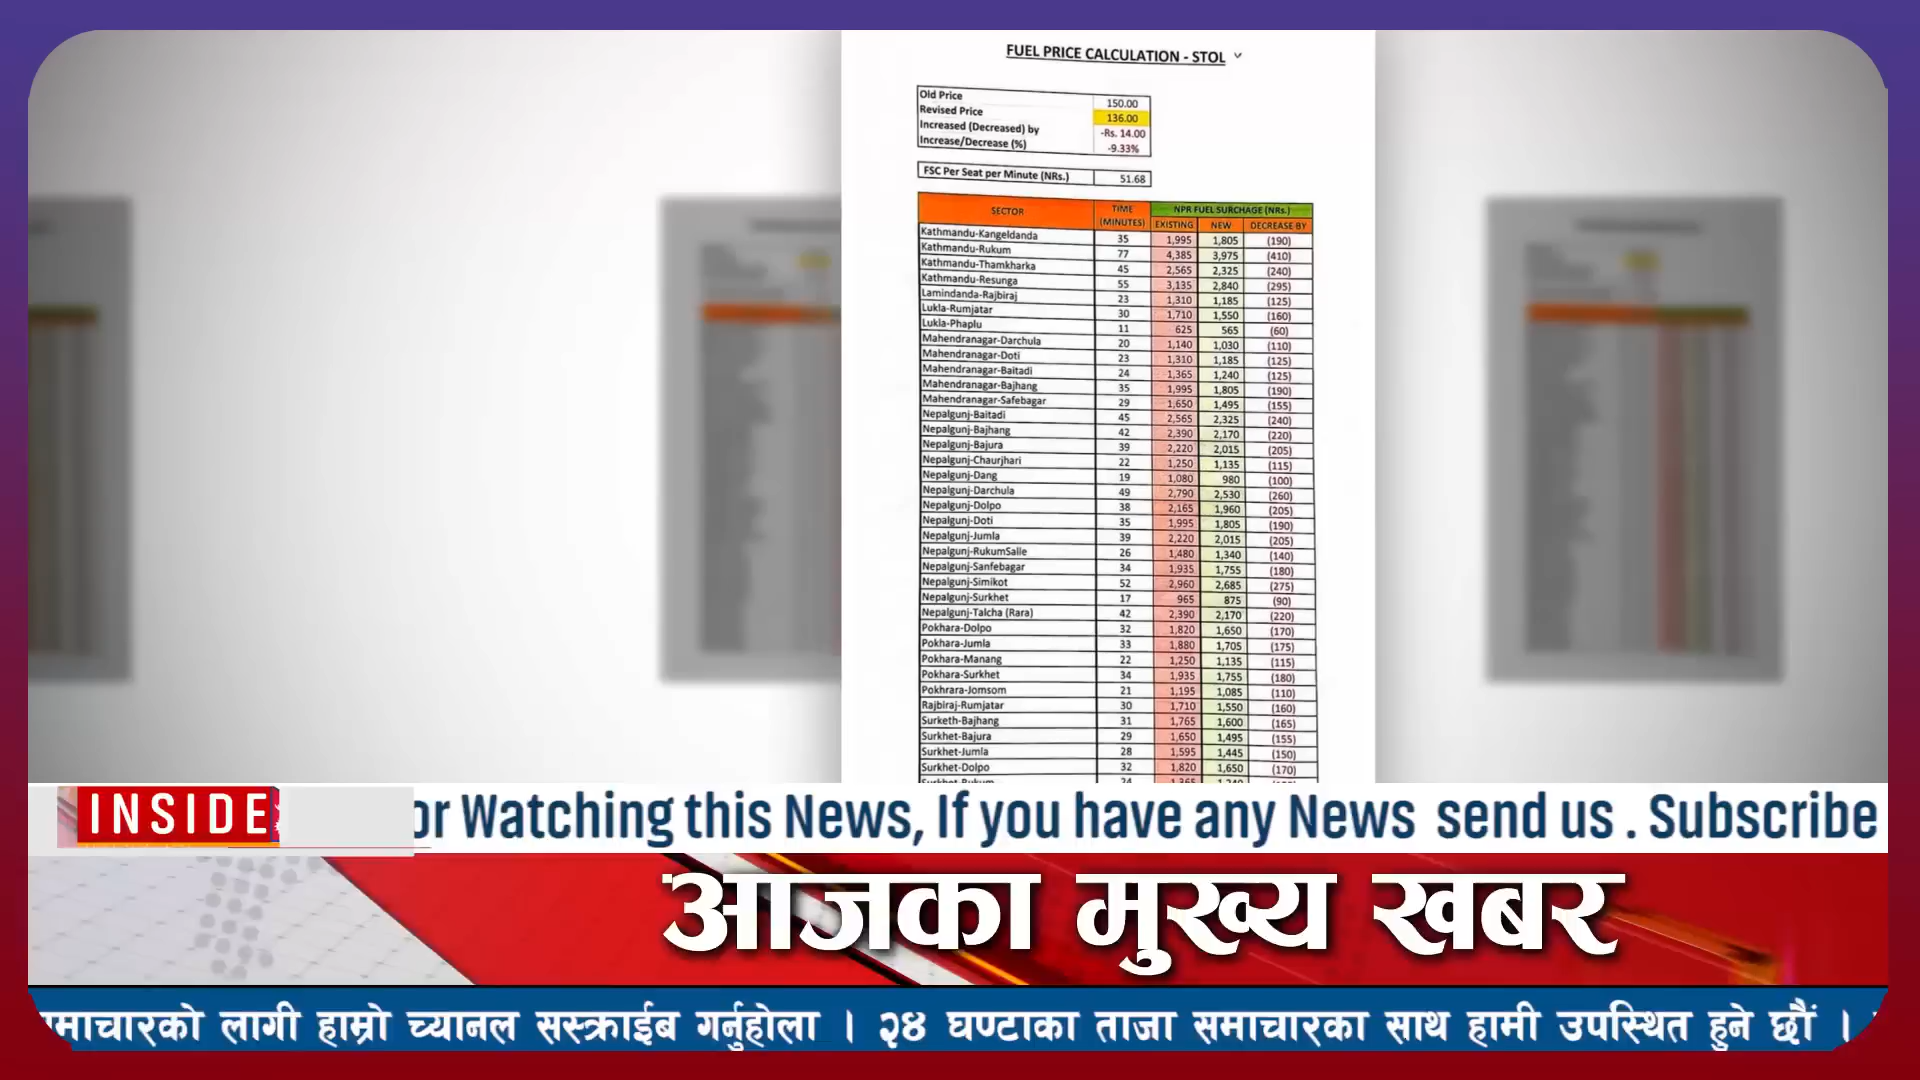 FUEL PRICE CALCULATION - STOL
Old Price 150.00
Revised Price 136.00
Increased (Decreased) by -Rs. 14.00
Increase/Decrease (%) -9.33%
FSC Per Seat per Minute (NRs.) 51.68
SECTOR TIME (MINUTES) NPR FUEL SURCHAGE (NRs.)
EXISTING NEW DECREASE BY
Kathmandu-Kangeldanda 35 1,995 1,805 (190)
Kathmandu-Rukum 77 4,385 3,975 (410)
Kathmandu-Thamkharka 45 2,565 2,325 (240)
Kathmandu-Resunga 55 3,135 2,840 (295)
Lamindanda-Rajbiraj 23 1,310 1,185 (125)
Lukla-Rumjatar 30 1,710 1,550 (160)
Lukla-Phaplu 11 625 565 (60)
Mahendranagar-Darchula 20 1,140 1,030 (110)
Mahendranagar-Doti 23 1,310 1,185 (125)
Mahendranagar-Baitadi 24 1,365 1,240 (125)
Mahendranagar-Bajhang 35 1,995 1,805 (190)
Mahendranagar-Safebagar 29 1,650 1,495 (155)
Nepalgunj-Baitadi 45 2,565 2,325 (240)
Nepalgunj-Bajhang 42 2,390 2,170 (220)
Nepalgunj-Bajura 39 2,220 2,015 (205)
Nepalgunj-Chaurjhari 22 1,250 1,135 (115)
Nepalgunj-Dang 19 1,080 980 (100)
Nepalgunj-Darchula 49 2,790 2,530 (260)
Nepalgunj-Dolpo 38 2,165 1,960 (205)
Nepalgunj-Doti 35 1,995 1,805 (190)
Nepalgunj-Jumla 39 2,220 2,015 (205)
Nepalgunj-RukumSalle 26 1,480 1,340 (140)
Nepalgunj-Sanfebagar 34 1,935 1,755 (180)
Nepalgunj-Simikot 52 2,960 2,685 (275)
Nepalgunj-Surkhet 17 965 875 (90)
Nepalgunj-Talcha (Rara) 42 2,390 2,170 (220)
Pokhara-Dolpo 32 1,820 1,650 (170)
Pokhara-Jumla 33 1,880 1,705 (175)
Pokhara-Manang 22 1,250 1,135 (115)
Pokhara-Surkhet 34 1,935 1,755 (180)
Pokhrara-Jomsom 21 1,195 1,085 (110)
Rajbiraj-Rumjatar 30 1,710 1,550 (160)
Surketh-Bajhang 31 1,765 1,600 (165)
Surkhet-Bajura 29 1,650 1,495 (155)
Surkhet-Jumla 28 1,595 1,445 (150)
Surkhet-Dolpo 32 1,820 1,650 (170)
INSIDE or Watching this News, If you have any News send us . Subscribe
आजका मुख्य खबर
माचारको लागी हाम्रो च्यानल सस्क्राईब गर्नुहोला । २४ घण्टाका ताजा समाचारका साथ हामी उपस्थित हुने छौं ।